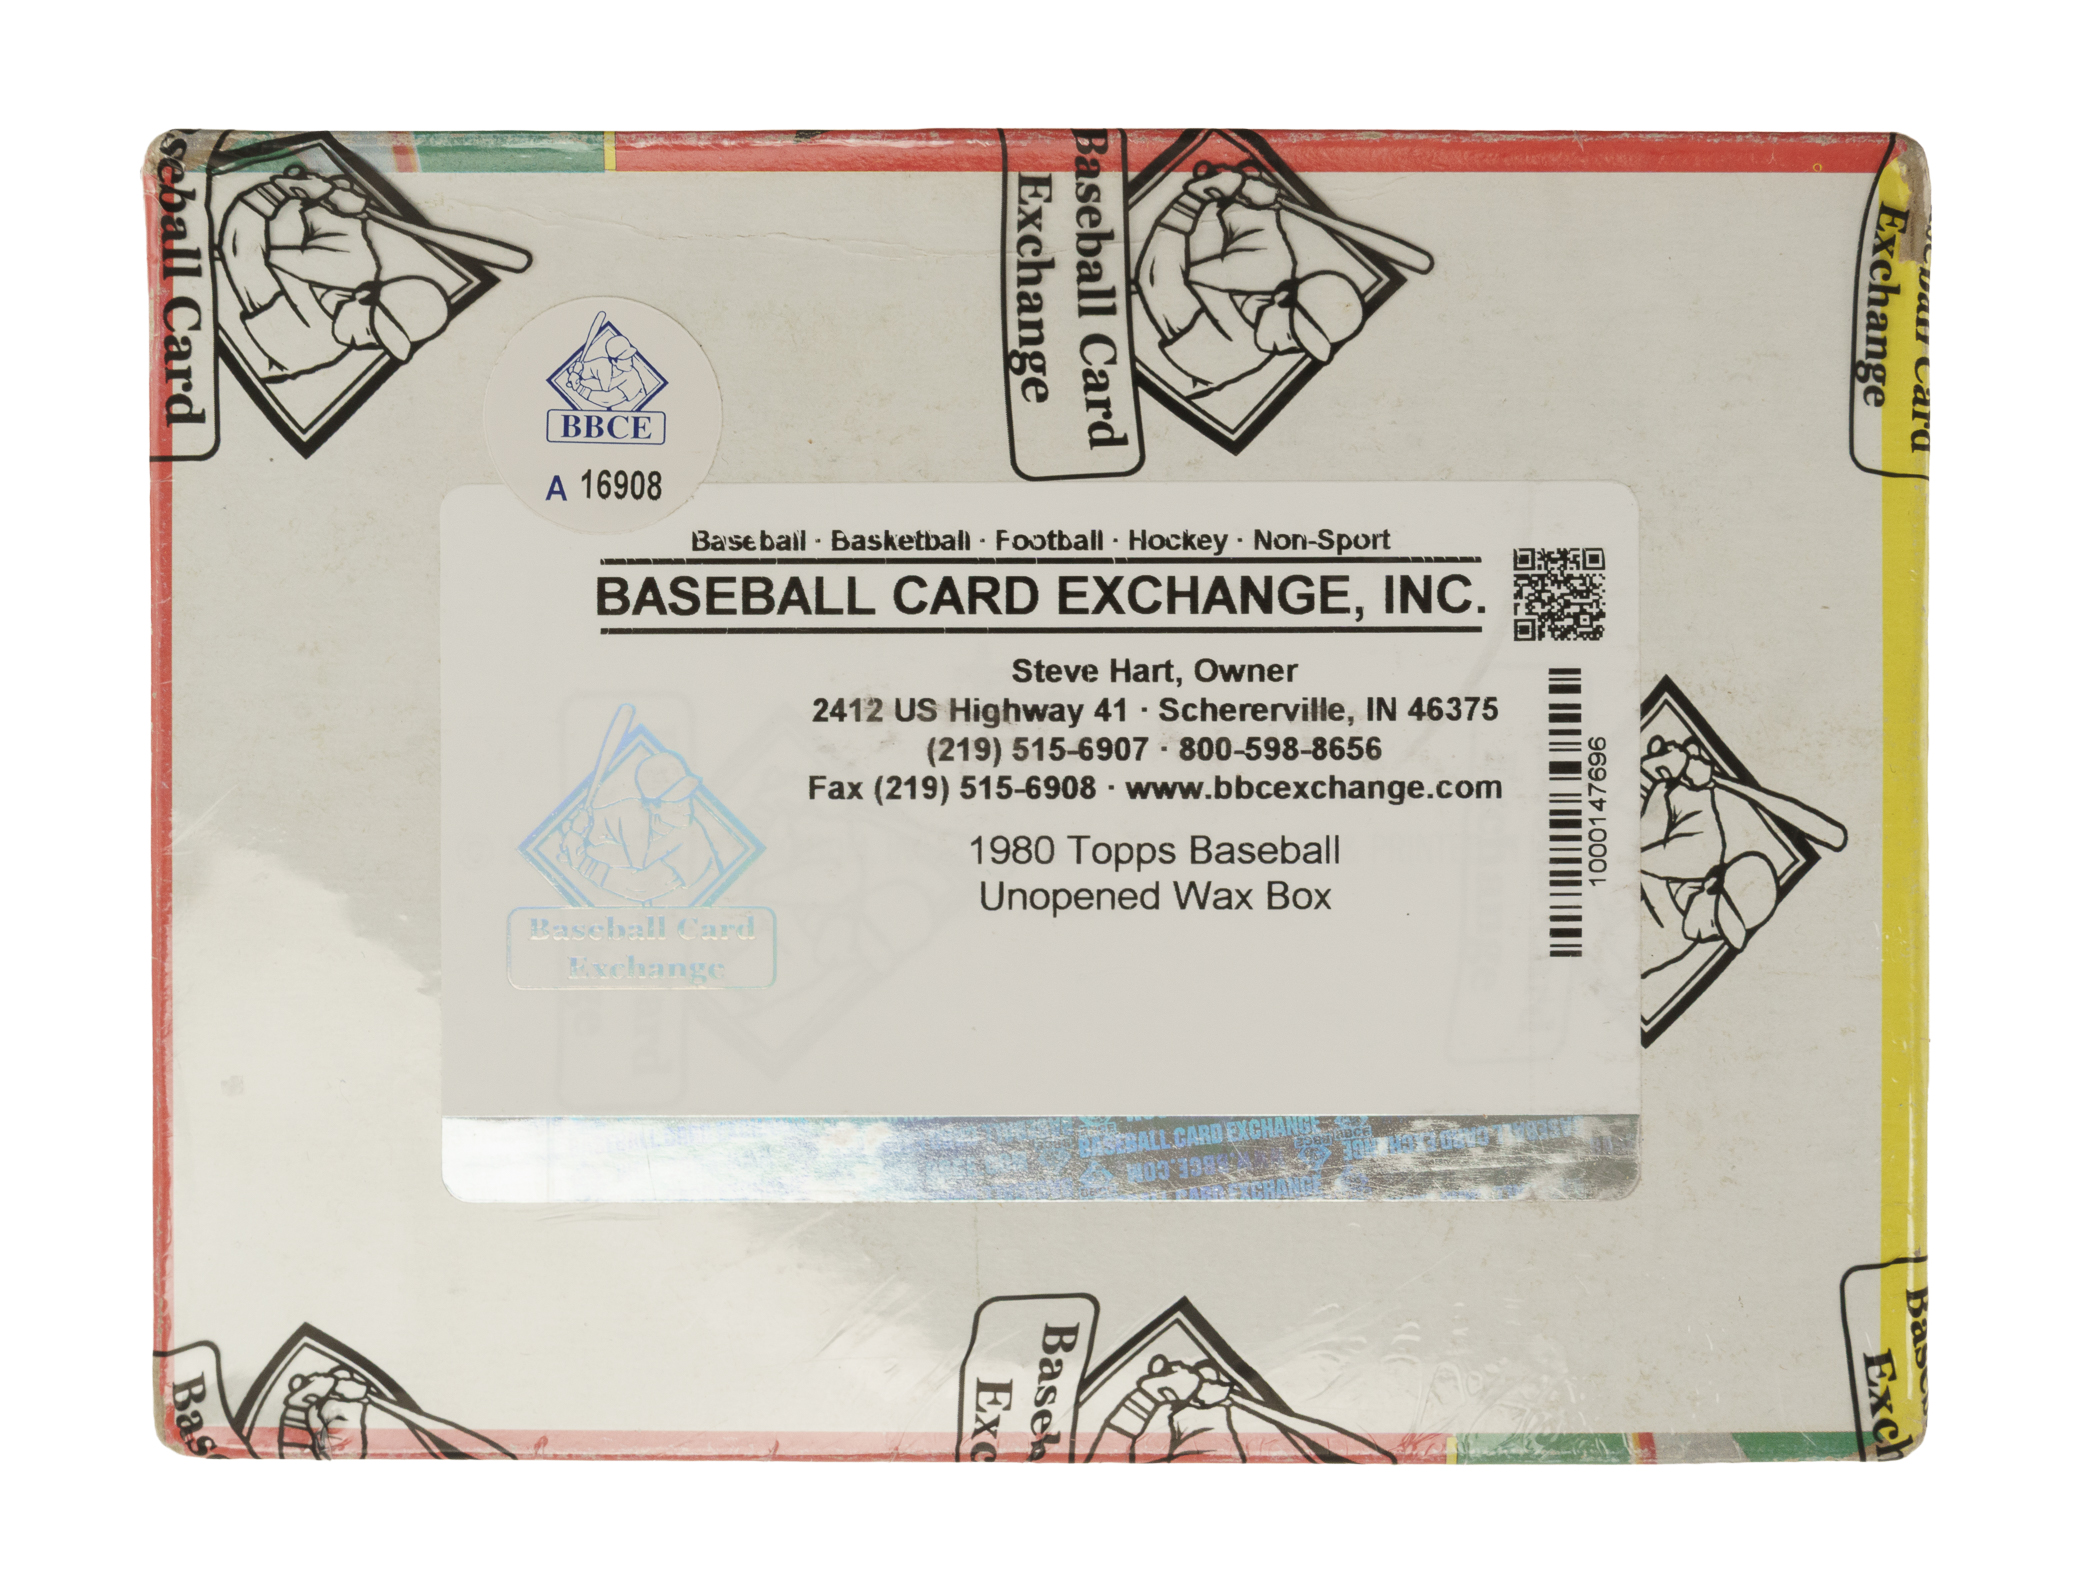 Baseball Card
Baseball Card
Exchange
Exchange
BBCE
A 16908
Baseball · Basketball · Football · Hockey · Non-Sport
BASEBALL CARD EXCHANGE, INC.
Steve Hart, Owner
2412 US Highway 41 · Schererville, IN 46375
(219) 515-6907 · 800-598-8656
Fax (219) 515-6908 · www.bbcexchange.com
1980 Topps Baseball
Unopened Wax Box
1000147696
Baseball Card
Exchange
BASEBALL CARD EXCHANGE